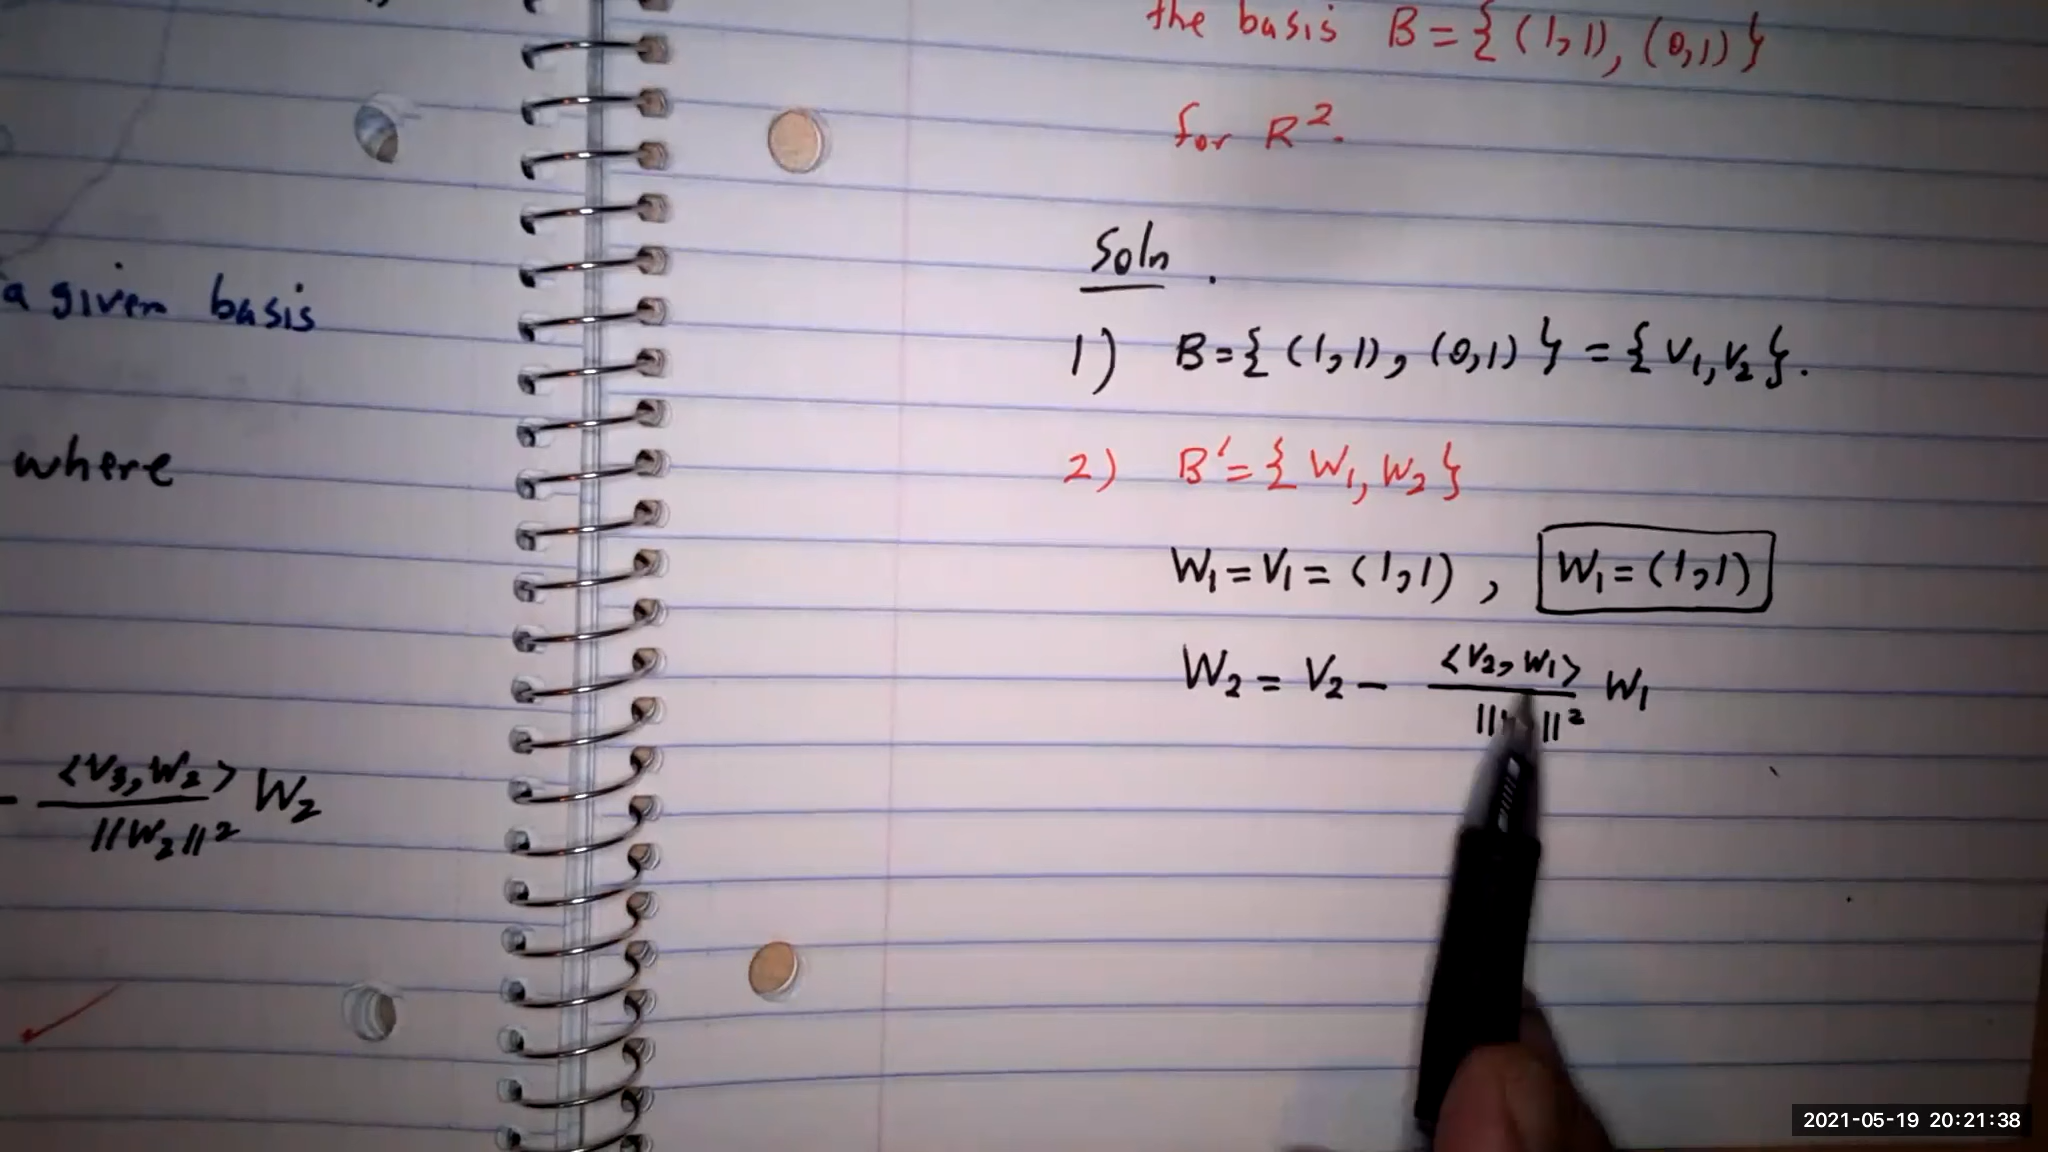 a given basis
where
- <V3, W2> W2
||W2||²
the basis B = { (1,1), (0,1) }
for R².
Soln.
1) B = { (1,1), (0,1) } = { V1, V2 }.
2) B' = { W1, W2 }
W1 = V1 = (1,1) , W1 = (1,1)
W2 = V2 - <V2, W1> W1
|| ||²
2021-05-19 20:21:38